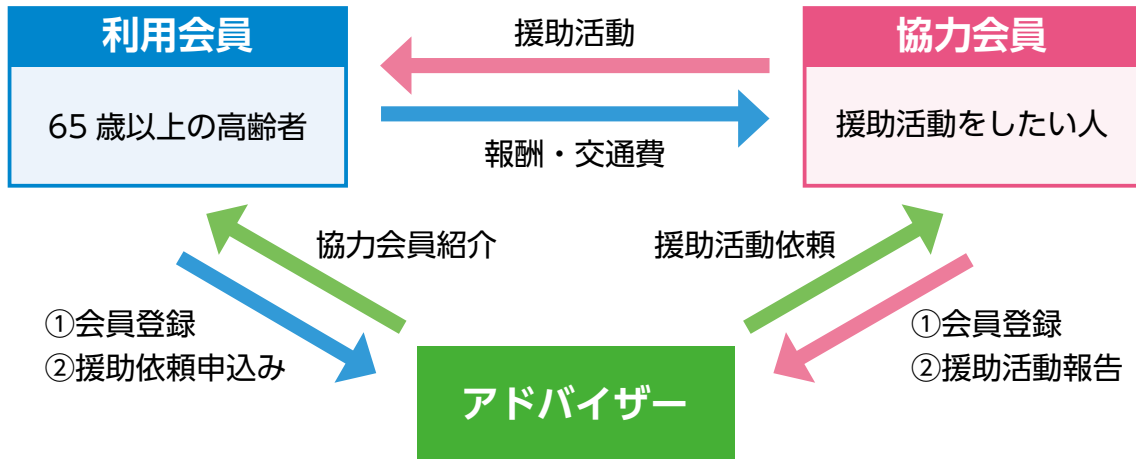 利用会員
65 歳以上の高齢者
援助活動
報酬・交通費
協力会員
援助活動をしたい人
協力会員紹介
援助活動依頼
①会員登録
②援助依頼申込み
①会員登録
②援助活動報告
アドバイザー